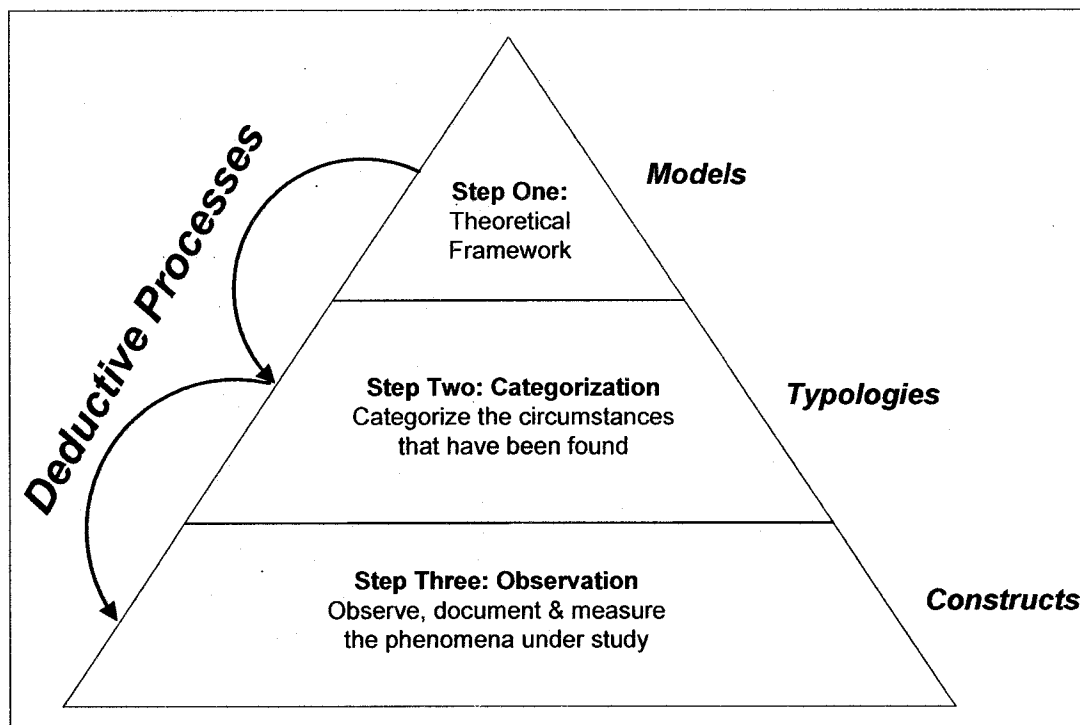 Deductive Processes
Step One:
Theoretical
Framework
Models
Step Two: Categorization
Categorize the circumstances
that have been found
Typologies
Step Three: Observation
Observe, document & measure
the phenomena under study
Constructs